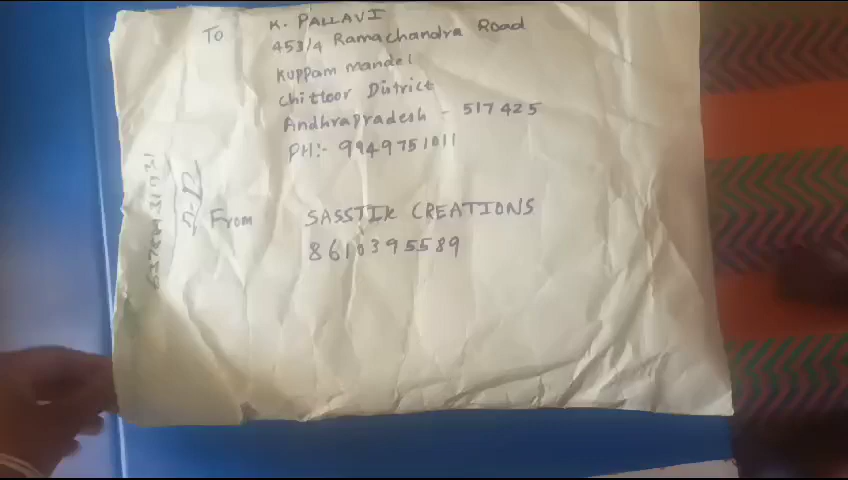 To
K. PALLAVI
453/4 Ramachandra Road
Kuppam mandel
chittoor District
Andhrapradesh - 517425
PH:- 9949751011
From
SASSTIK CREATIONS
8610395589